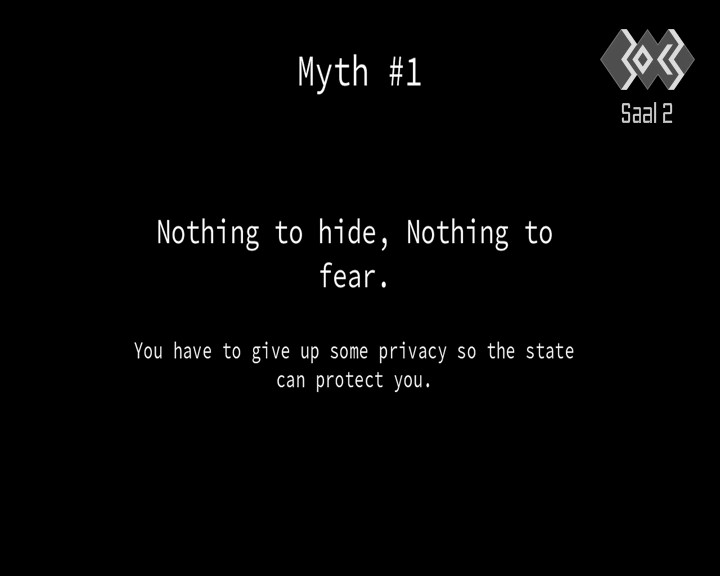 Myth #1
Saal 2
Nothing to hide, Nothing to
fear.
You have to give up some privacy so the state
can protect you.